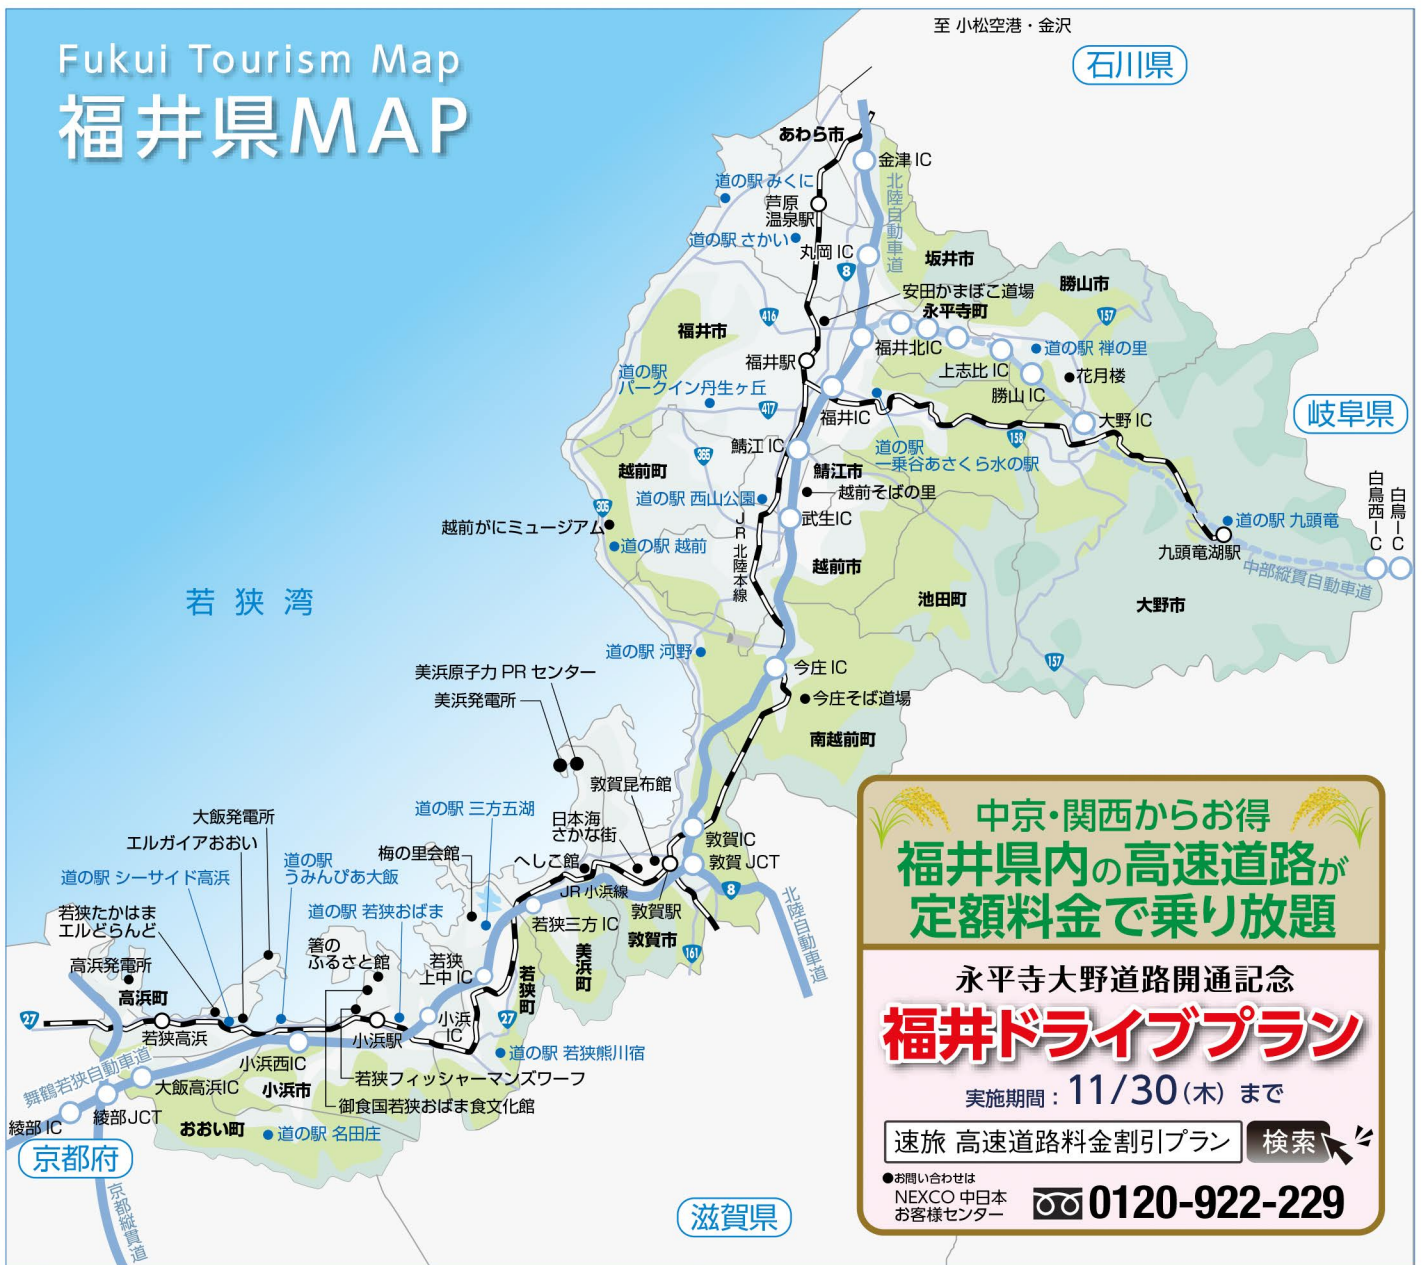 Fukui Tourism Map
福井県MAP
至 小松空港・金沢
石川県
あわら市
金津IC
北陸自動車道
道の駅 みくに
芦原
温泉駅
道の駅 さかい
丸岡 IC
8
坂井市
勝山市
安田かまぼこ道場
永平寺町
157
416
福井市
福井北IC
道の駅 禅の里
福井駅
上志比 IC
花月楼
道の駅
パークイン丹生ヶ丘
勝山 IC
417
福井IC
大野 IC
岐阜県
158
鯖江 IC
道の駅
一乗谷あさくら水の駅
365
越前町
鯖江市
白鳥西IC
白鳥IC
道の駅 西山公園
越前そばの里
305
越前がにミュージアム
武生IC
道の駅 九頭竜
JR北陸本線
道の駅 越前
九頭竜湖駅
越前市
中部縦貫自動車道
若狭湾
池田町
大野市
道の駅 河野
157
今庄 IC
美浜原子力 PR センター
美浜発電所
今庄そば道場
南越前町
敦賀昆布館
道の駅 三方五湖
日本海
さかな街
大飯発電所
エルガイアおおい
敦賀IC
梅の里会館
へしこ館
敦賀 JCT
道の駅
うみんぴあ大飯
道の駅 シーサイド高浜
JR 小浜線
8
北陸自動車道
若狭たかはま
エルどらんど
道の駅 若狭おばま
敦賀駅
若狭三方 IC
敦賀市
箸の
ふるさと館
美浜町
161
高浜発電所
若狭
上中 IC
若狭町
高浜町
27
27
若狭高浜
小浜駅
小浜
IC
小浜西IC
道の駅 若狭熊川宿
舞鶴若狭自動車道
大飯高浜IC
小浜市
若狭フィッシャーマンズワーフ
御食国若狭おばま食文化館
綾部 IC
綾部JCT
おおい町
道の駅 名田庄
京都府
京都縦貫道
滋賀県
中京・関西からお得
福井県内の高速道路が
定額料金で乗り放題
永平寺大野道路開通記念
福井ドライブプラン
実施期間：11/30(木) まで
速旅 高速道路料金割引プラン 検索
●お問い合わせは
NEXCO 中日本
お客様センター
0120-922-229